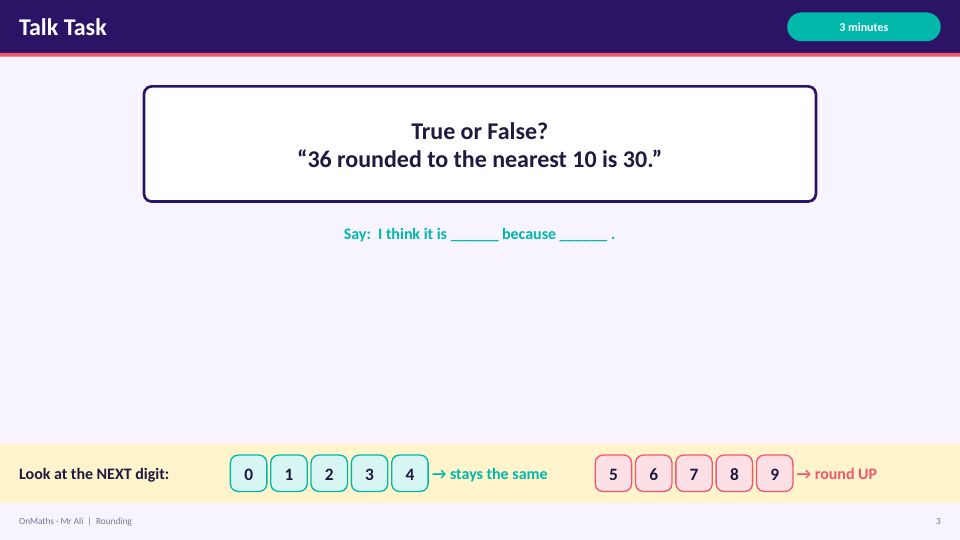 Talk Task
3 minutes
True or False?
“36 rounded to the nearest 10 is 30.”
Say:  I think it is ______ because ______ .
Look at the NEXT digit: 0 1 2 3 4 → stays the same 5 6 7 8 9 → round UP
OnMaths - Mr Ali | Rounding 3